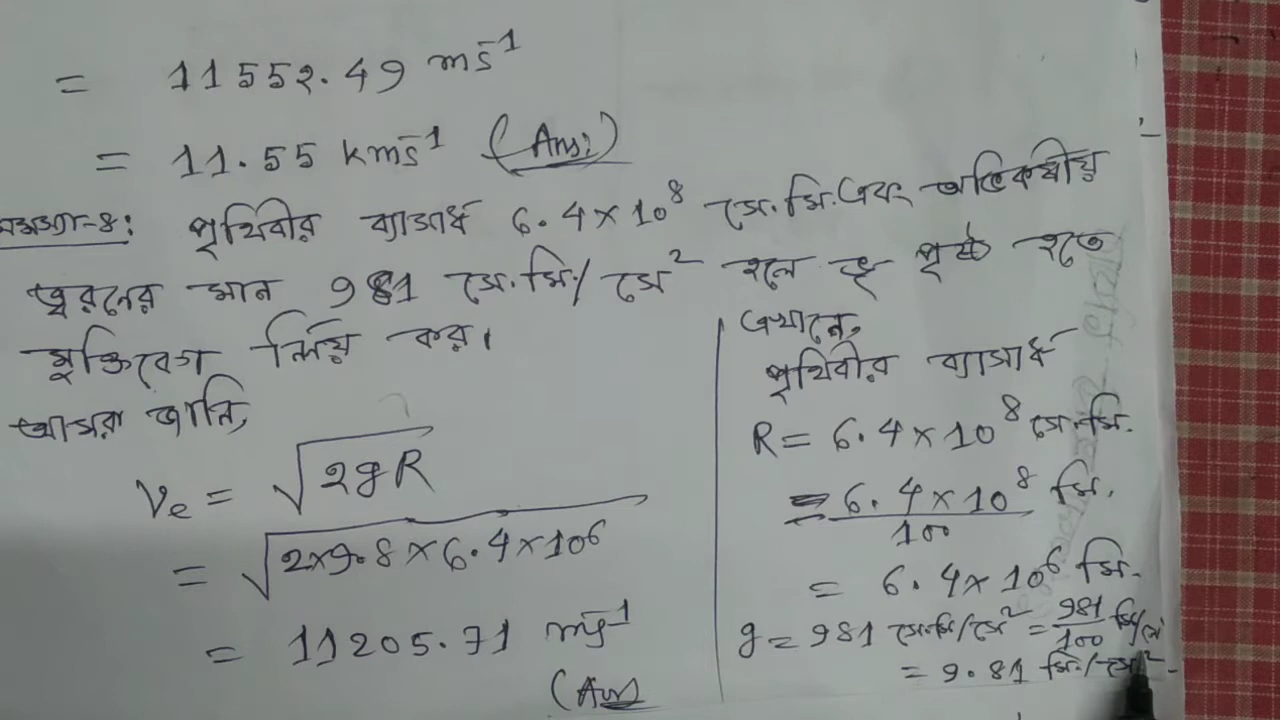 = 11552.49 ms⁻¹
= 11.55 kms⁻¹ (Ans:)
সমস্যা-৪: পৃথিবীর ব্যাসার্ধ 6.4×10⁸ সে.মি. এবং অভিকর্ষীয়
ত্বরনের মান 981 সে.মি./সে² হলে ভূ পৃষ্ঠ হতে
মুক্তিবেগ নির্ণয় কর।
আমরা জানি,
Vₑ = √2gR
= √2×9.8×6.4×10⁶
= 11205.71 ms⁻¹
(Ans)
এখানে,
পৃথিবীর ব্যাসার্ধ
R = 6.4×10⁸ সে.মি.
= 6.4×10⁸/100 মি.
= 6.4×10⁶ মি.
g = 981 সে.মি/সে² = 981/100 মি/সে
= 9.81 মি./সে²